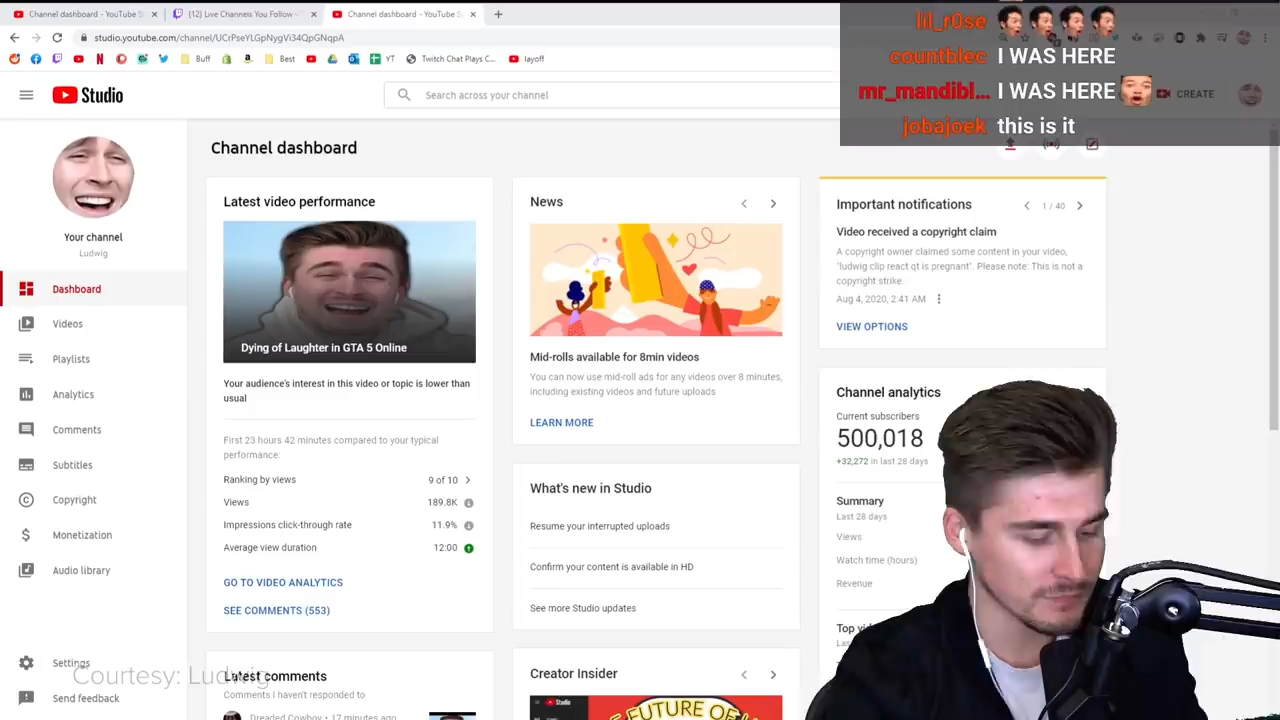 Channel dashboard - YouTube S
[12] Live Channels You Follow -
Channel dashboard - YouTube S
studio.youtube.com/channel/UCrPseYLGpNygVi34QpGNqpA
Buff
Best
YT
Twitch Chat Plays C...
layoff
lil_r0se
countblec I WAS HERE
mr_mandibl... I WAS HERE
jobajoek this is it
Studio
Search across your channel
CREATE
Your channel
Ludwig
Dashboard
Videos
Playlists
Analytics
Comments
Subtitles
Copyright
Monetization
Audio library
Settings
Send feedback
Courtesy: Ludwig
Channel dashboard
Latest video performance
Dying of Laughter in GTA 5 Online
Your audience's interest in this video or topic is lower than
usual
First 23 hours 42 minutes compared to your typical
performance:
Ranking by views 9 of 10
Views 189.8K
Impressions click-through rate 11.9%
Average view duration 12:00
GO TO VIDEO ANALYTICS
SEE COMMENTS (553)
Latest comments
Comments I haven't responded to
Dreaded Cowboy • 17 minutes ago
News
Mid-rolls available for 8min videos
You can now use mid-roll ads for any videos over 8 minutes,
including existing videos and future uploads
LEARN MORE
What's new in Studio
Resume your interrupted uploads
Confirm your content is available in HD
See more Studio updates
Creator Insider
Studio
FUTURE OF
Important notifications
1 / 40
Video received a copyright claim
A copyright owner claimed some content in your video,
"ludwig clip react qt is pregnant". Please note: This is not a
copyright strike.
Aug 4, 2020, 2:41 AM
VIEW OPTIONS
Channel analytics
Current subscribers
500,018
+32,272 in last 28 days
Summary
Last 28 days
Views
Watch time (hours)
Revenue